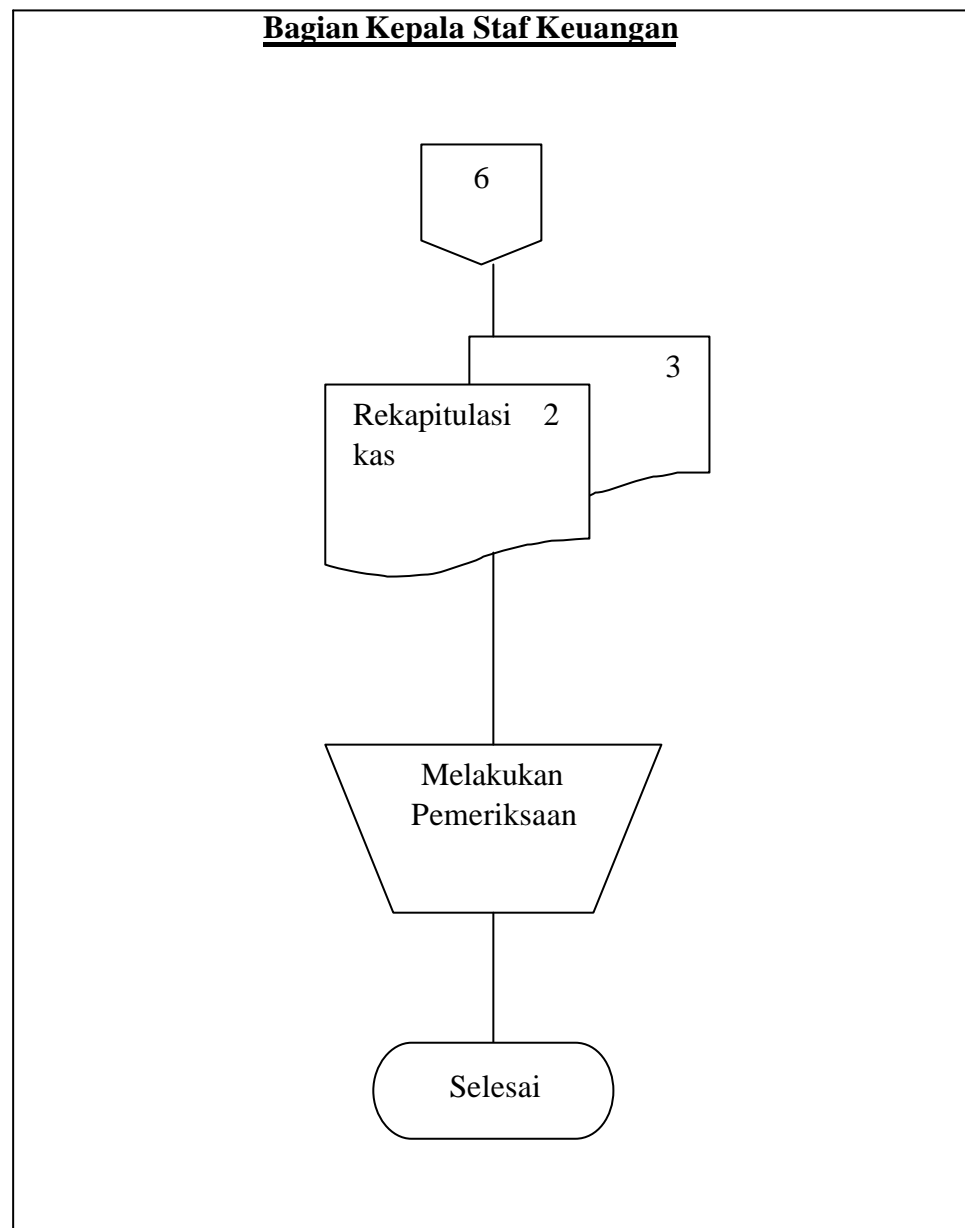 Bagian Kepala Staf Keuangan
6
3
Rekapitulasi 2
kas
Melakukan
Pemeriksaan
Selesai